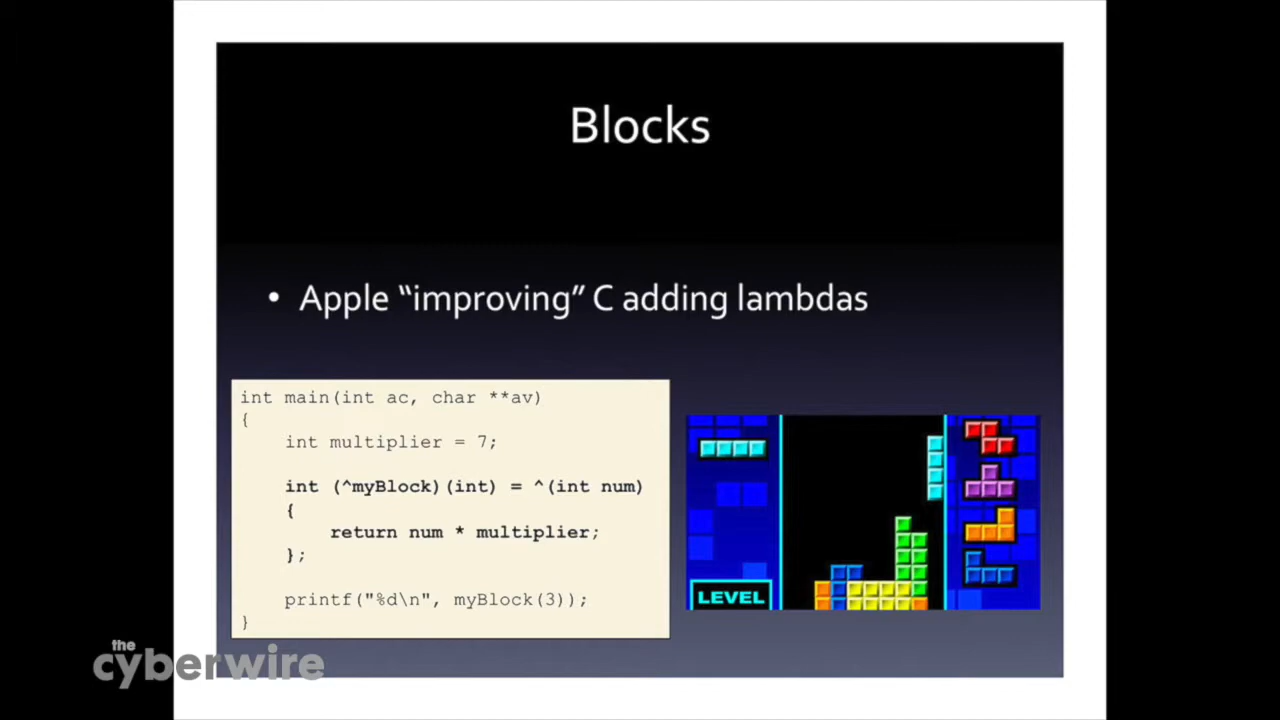 Blocks
• Apple “improving” C adding lambdas
int main(int ac, char **av)
{
    int multiplier = 7;
    int (^myBlock)(int) = ^(int num)
    {
        return num * multiplier;
    };
    printf("%d\n", myBlock(3));
}
LEVEL
the
cyberwire